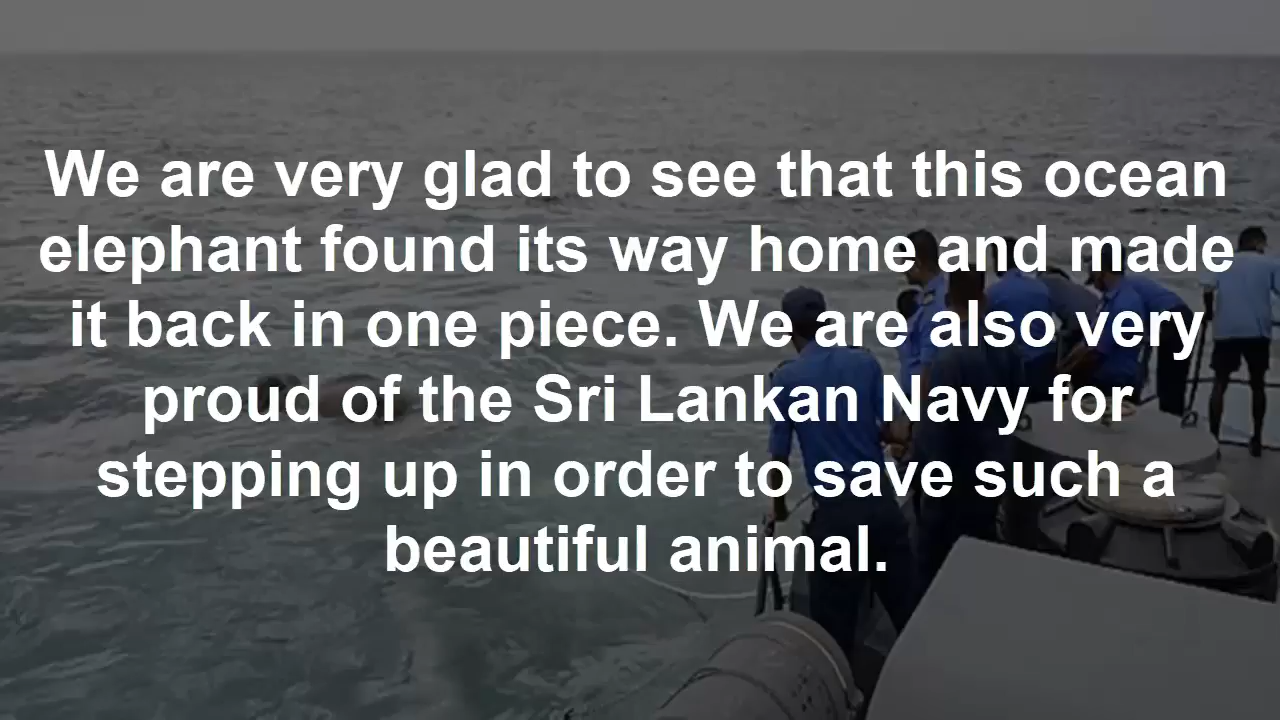 We are very glad to see that this ocean
elephant found its way home and made
it back in one piece. We are also very
proud of the Sri Lankan Navy for
stepping up in order to save such a
beautiful animal.